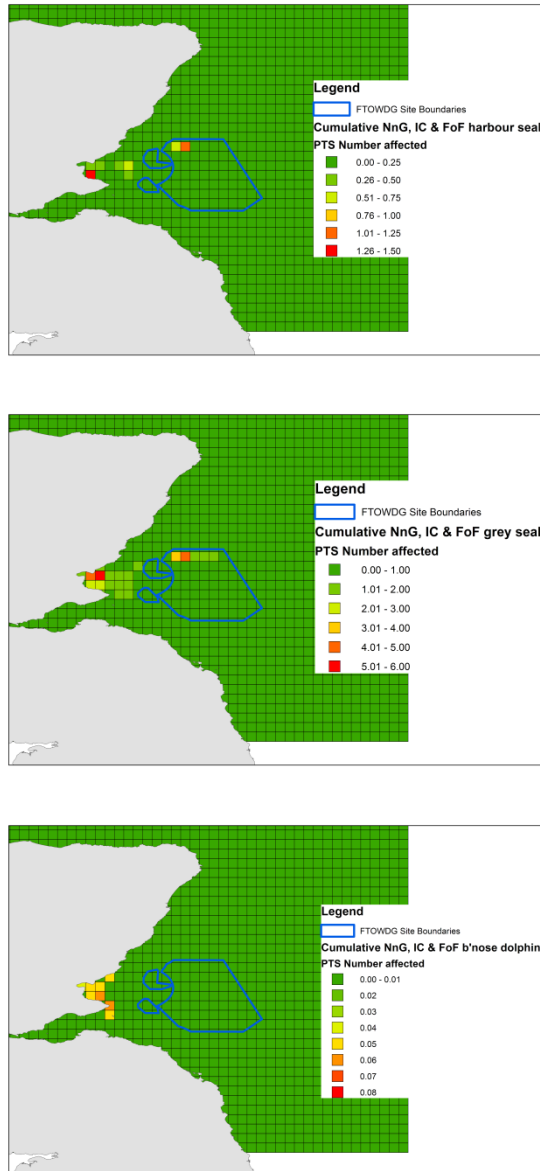 Legend
FTOWDG Site Boundaries
Cumulative NnG, IC & FoF harbour seal
PTS Number affected
0.00 - 0.25
0.26 - 0.50
0.51 - 0.75
0.76 - 1.00
1.01 - 1.25
1.26 - 1.50
Legend
FTOWDG Site Boundaries
Cumulative NnG, IC & FoF grey seal
PTS Number affected
0.00 - 1.00
1.01 - 2.00
2.01 - 3.00
3.01 - 4.00
4.01 - 5.00
5.01 - 6.00
Legend
FTOWDG Site Boundaries
Cumulative NnG, IC & FoF b'nose dolphin
PTS Number affected
0.00 - 0.01
0.02
0.03
0.04
0.05
0.06
0.07
0.08